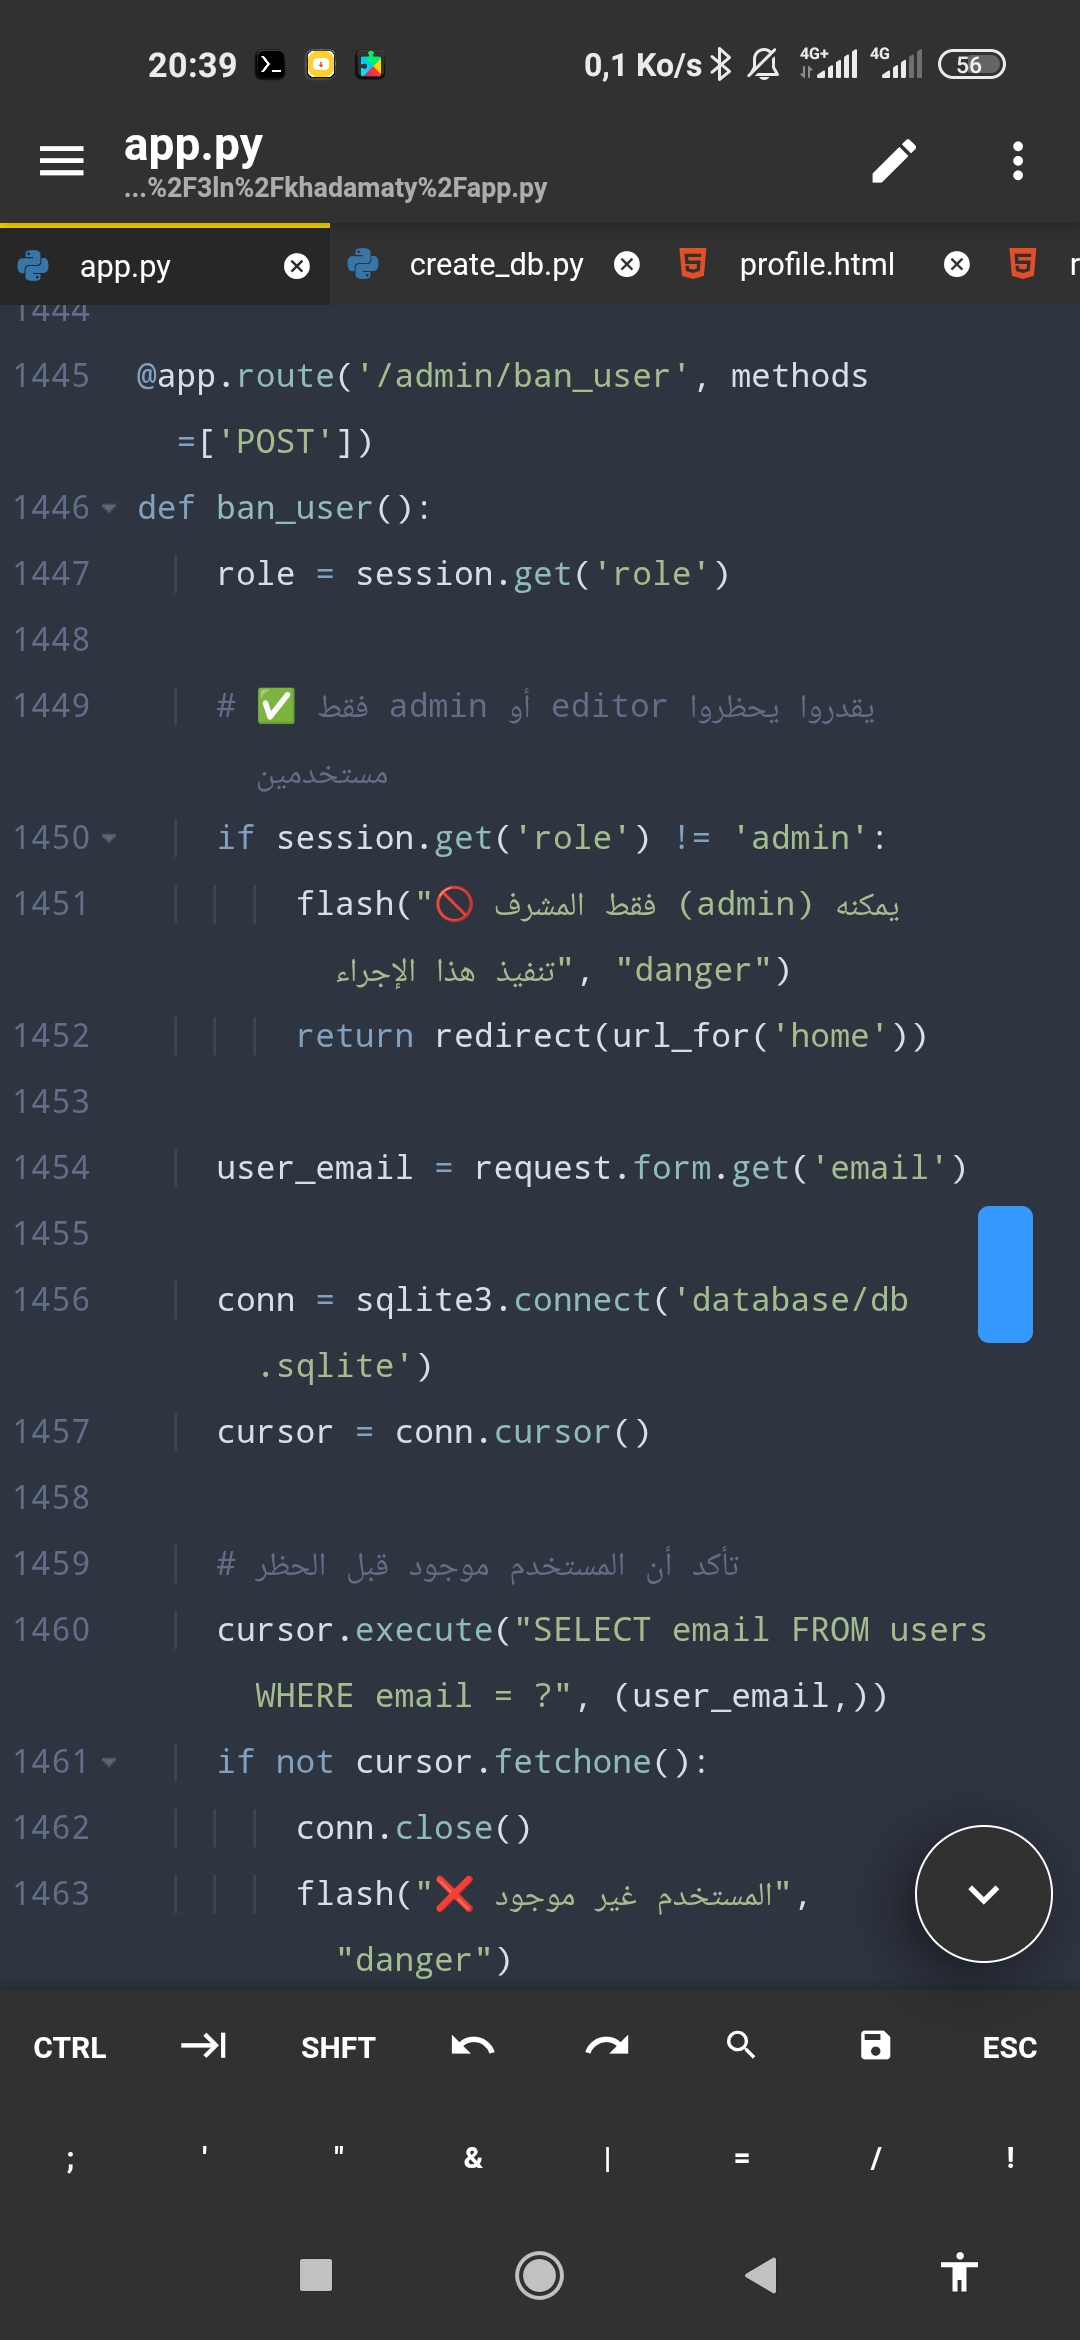 20:39
0,1 Ko/s 4G+ 4G 56
app.py
...%2F3ln%2Fkhadamaty%2Fapp.py
app.py create_db.py profile.html r
1444
1445 @app.route('/admin/ban_user', methods
=['POST'])
1446 def ban_user():
1447 role = session.get('role')
1448
1449 # ✅ فقط admin أو editor يقدروا يحظروا
مستخدمين
1450 if session.get('role') != 'admin':
1451 flash("🚫 فقط المشرف (admin) يمكنه
تنفيذ هذا الإجراء", "danger")
1452 return redirect(url_for('home'))
1453
1454 user_email = request.form.get('email')
1455
1456 conn = sqlite3.connect('database/db
.sqlite')
1457 cursor = conn.cursor()
1458
1459 # تأكد أن المستخدم موجود قبل الحظر
1460 cursor.execute("SELECT email FROM users
WHERE email = ?", (user_email,))
1461 if not cursor.fetchone():
1462 conn.close()
1463 flash("❌ المستخدم غير موجود",
"danger")
CTRL SHFT ESC
; ' " & | = / !